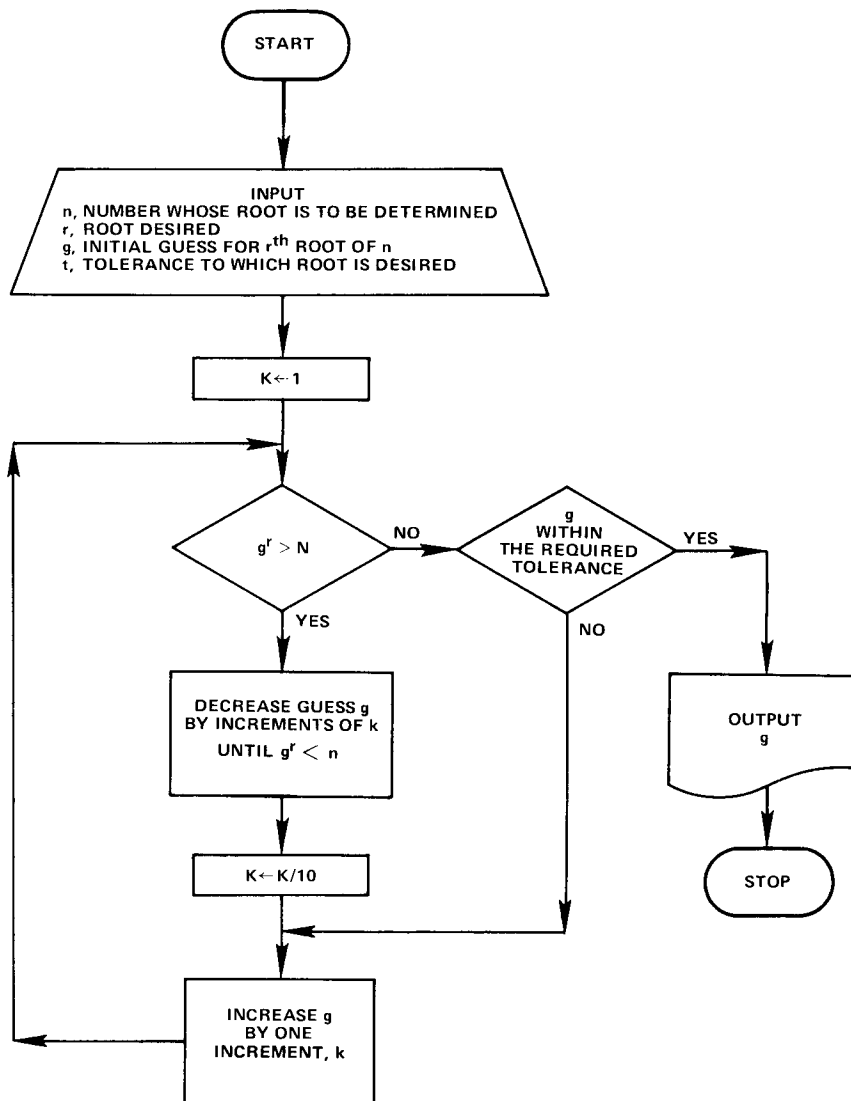 START
INPUT
n, NUMBER WHOSE ROOT IS TO BE DETERMINED
r, ROOT DESIRED
g, INITIAL GUESS FOR rth ROOT OF n
t, TOLERANCE TO WHICH ROOT IS DESIRED
K←1
gr > N
NO
g
WITHIN
THE REQUIRED
TOLERANCE
YES
YES
NO
DECREASE GUESS g
BY INCREMENTS OF k
UNTIL gr < n
OUTPUT
g
K←K/10
STOP
INCREASE g
BY ONE
INCREMENT, k